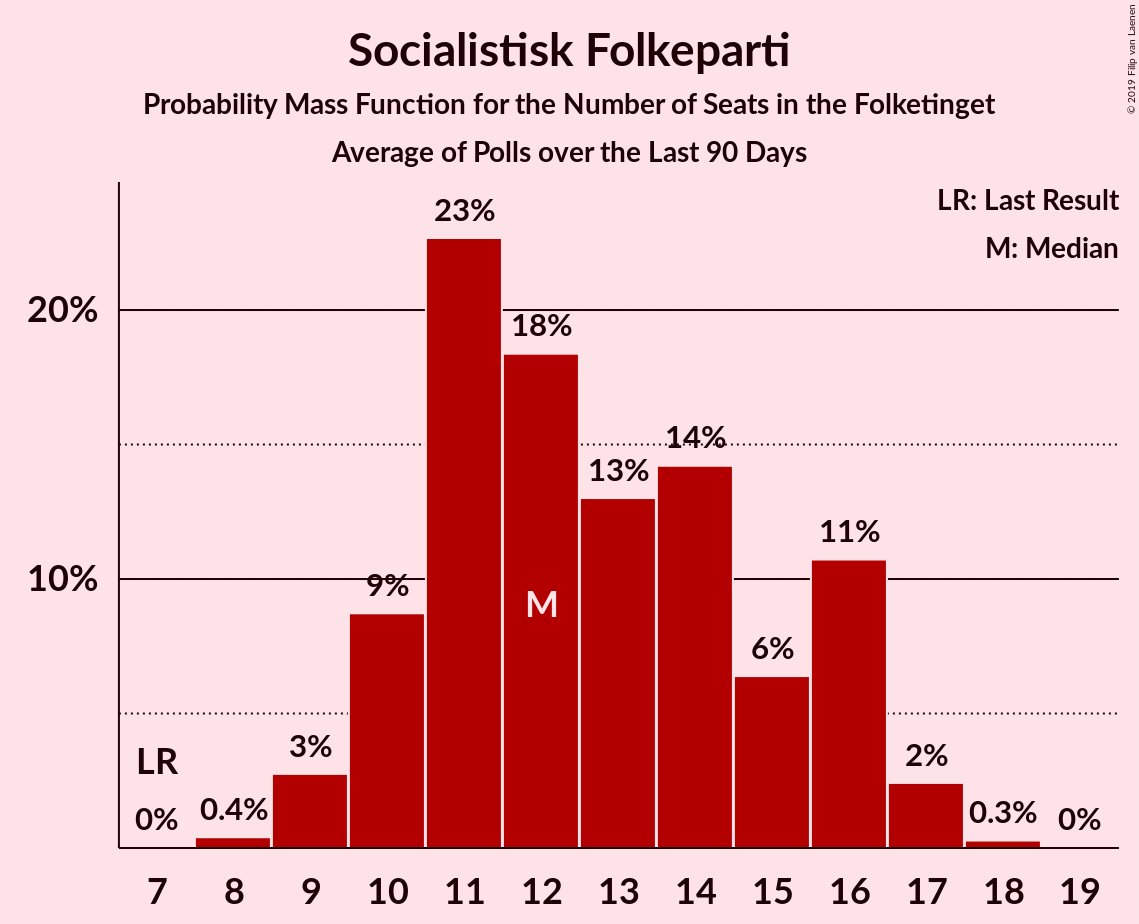 Socialistisk Folkeparti
Probability Mass Function for the Number of Seats in the Folketinget
Average of Polls over the Last 90 Days
© 2019 Filip van Laenen
LR: Last Result
M: Median
23%
20%
18%
14%
13%
11%
10%
9%
M
6%
LR
3%
2%
0%
0.4%
0.3%
0%
7 8 9 10 11 12 13 14 15 16 17 18 19